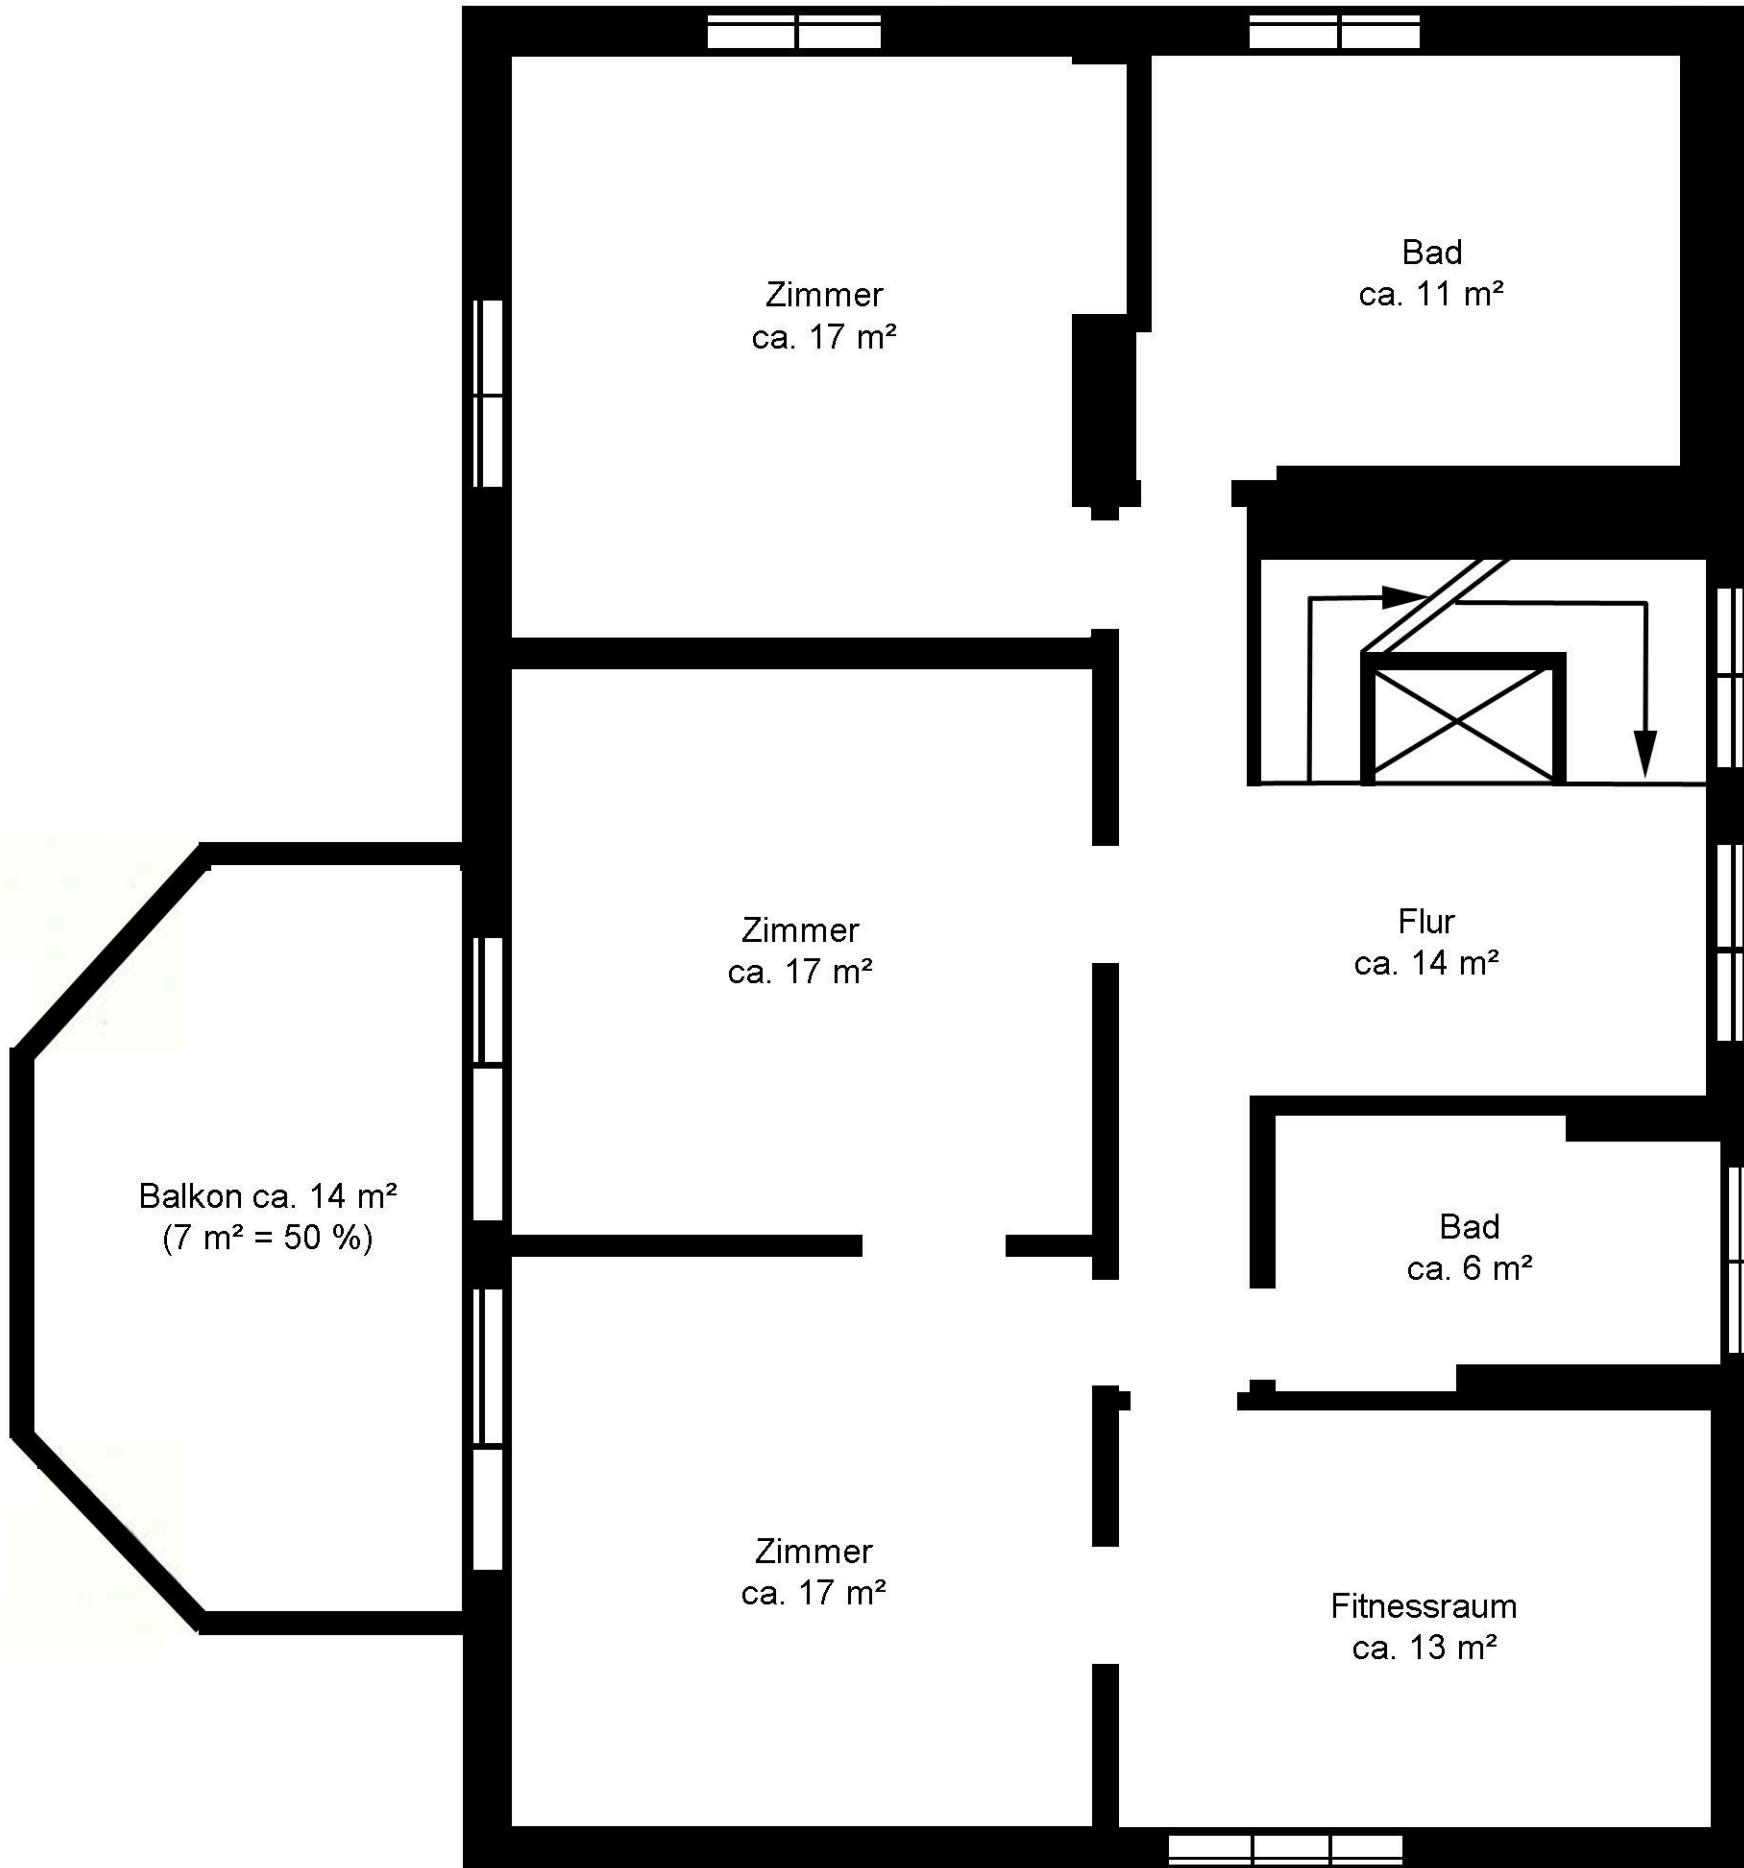 Bad
ca. 11 m²
Zimmer
ca. 17 m²
Zimmer
ca. 17 m²
Flur
ca. 14 m²
Balkon ca. 14 m²
(7 m² = 50 %)
Bad
ca. 6 m²
Zimmer
ca. 17 m²
Fitnessraum
ca. 13 m²